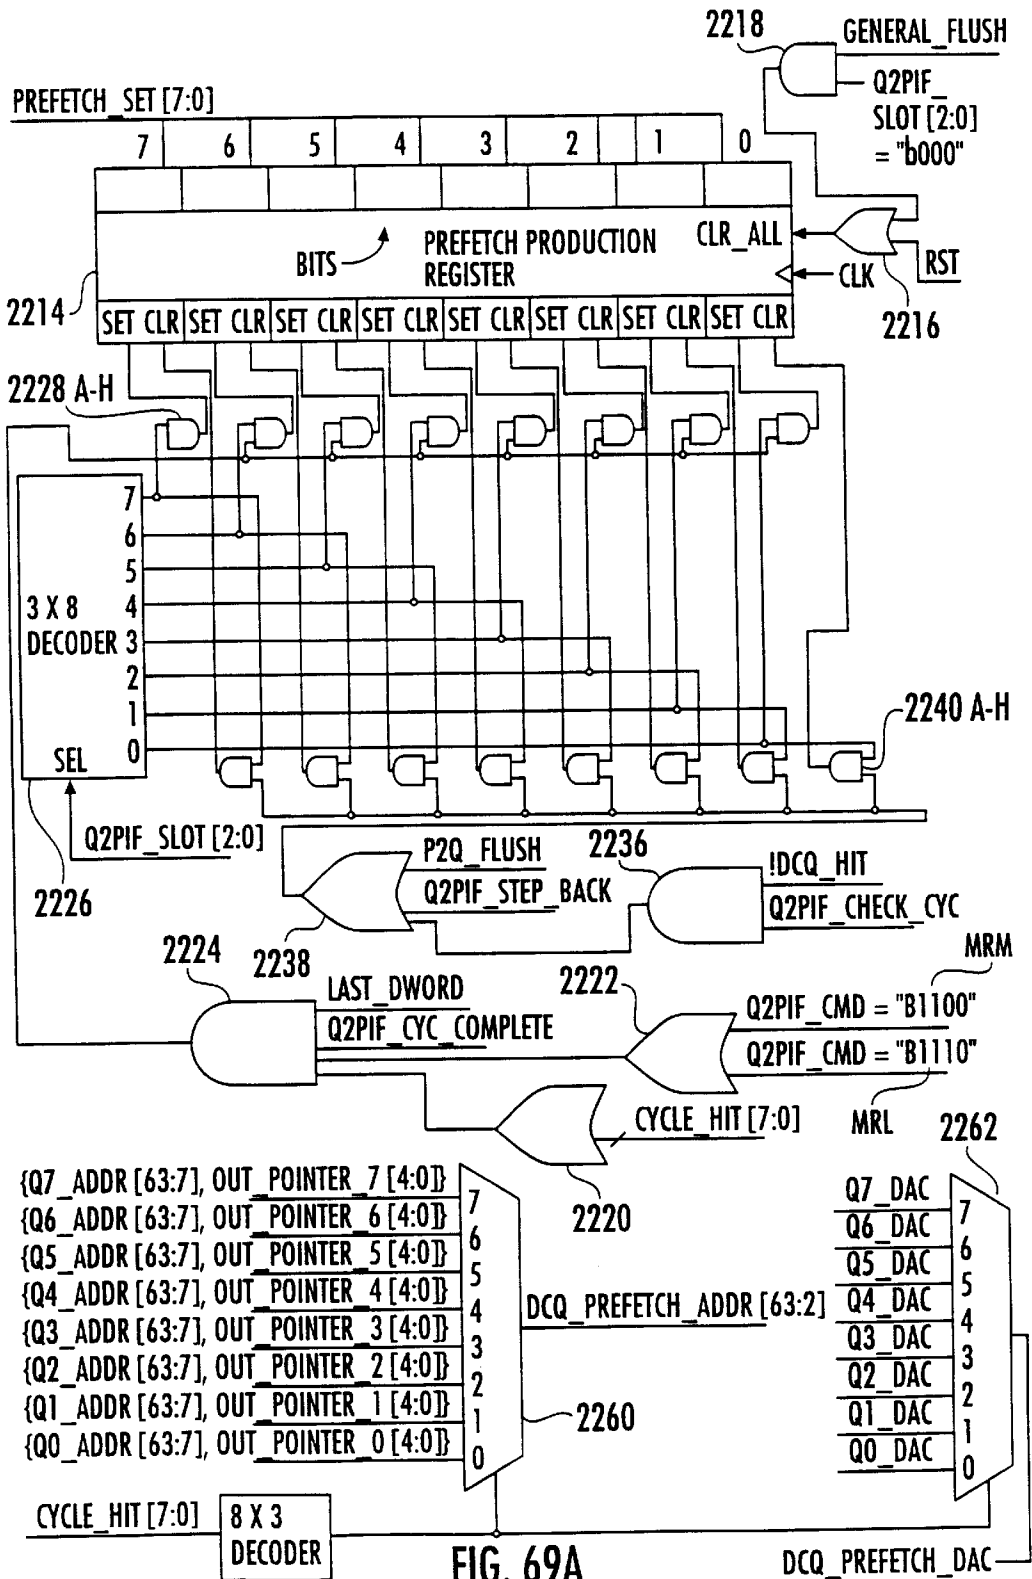 2218
GENERAL_FLUSH
Q2PIF_
SLOT [2:0]
= "b000"
PREFETCH_SET [7:0]
7 6 5 4 3 2 1 0
BITS
PREFETCH PRODUCTION
REGISTER
CLR_ALL
CLK
RST
2214
2216
SET CLR SET CLR SET CLR SET CLR SET CLR SET CLR SET CLR SET CLR
2228 A-H
7
6
5
4
3
2
1
0
3 X 8
DECODER
SEL
2240 A-H
Q2PIF_SLOT [2:0]
2226
P2Q_FLUSH
Q2PIF_STEP_BACK
2238
2236
!DCQ_HIT
Q2PIF_CHECK_CYC
2224
LAST_DWORD
Q2PIF_CYC_COMPLETE
2222
MRM
Q2PIF_CMD = "B1100"
Q2PIF_CMD = "B1110"
MRL
CYCLE_HIT [7:0]
2220
2262
{Q7_ADDR [63:7], OUT_POINTER_7 [4:0]} 7
{Q6_ADDR [63:7], OUT_POINTER_6 [4:0]} 6
{Q5_ADDR [63:7], OUT_POINTER_5 [4:0]} 5
{Q4_ADDR [63:7], OUT_POINTER_4 [4:0]} 4
{Q3_ADDR [63:7], OUT_POINTER_3 [4:0]} 3
{Q2_ADDR [63:7], OUT_POINTER_2 [4:0]} 2
{Q1_ADDR [63:7], OUT_POINTER_1 [4:0]} 1
{Q0_ADDR [63:7], OUT_POINTER_0 [4:0]} 0
DCQ_PREFETCH_ADDR [63:2]
2260
Q7_DAC 7
Q6_DAC 6
Q5_DAC 5
Q4_DAC 4
Q3_DAC 3
Q2_DAC 2
Q1_DAC 1
Q0_DAC 0
CYCLE_HIT [7:0]
8 X 3
DECODER
FIG. 69A
DCQ_PREFETCH_DAC